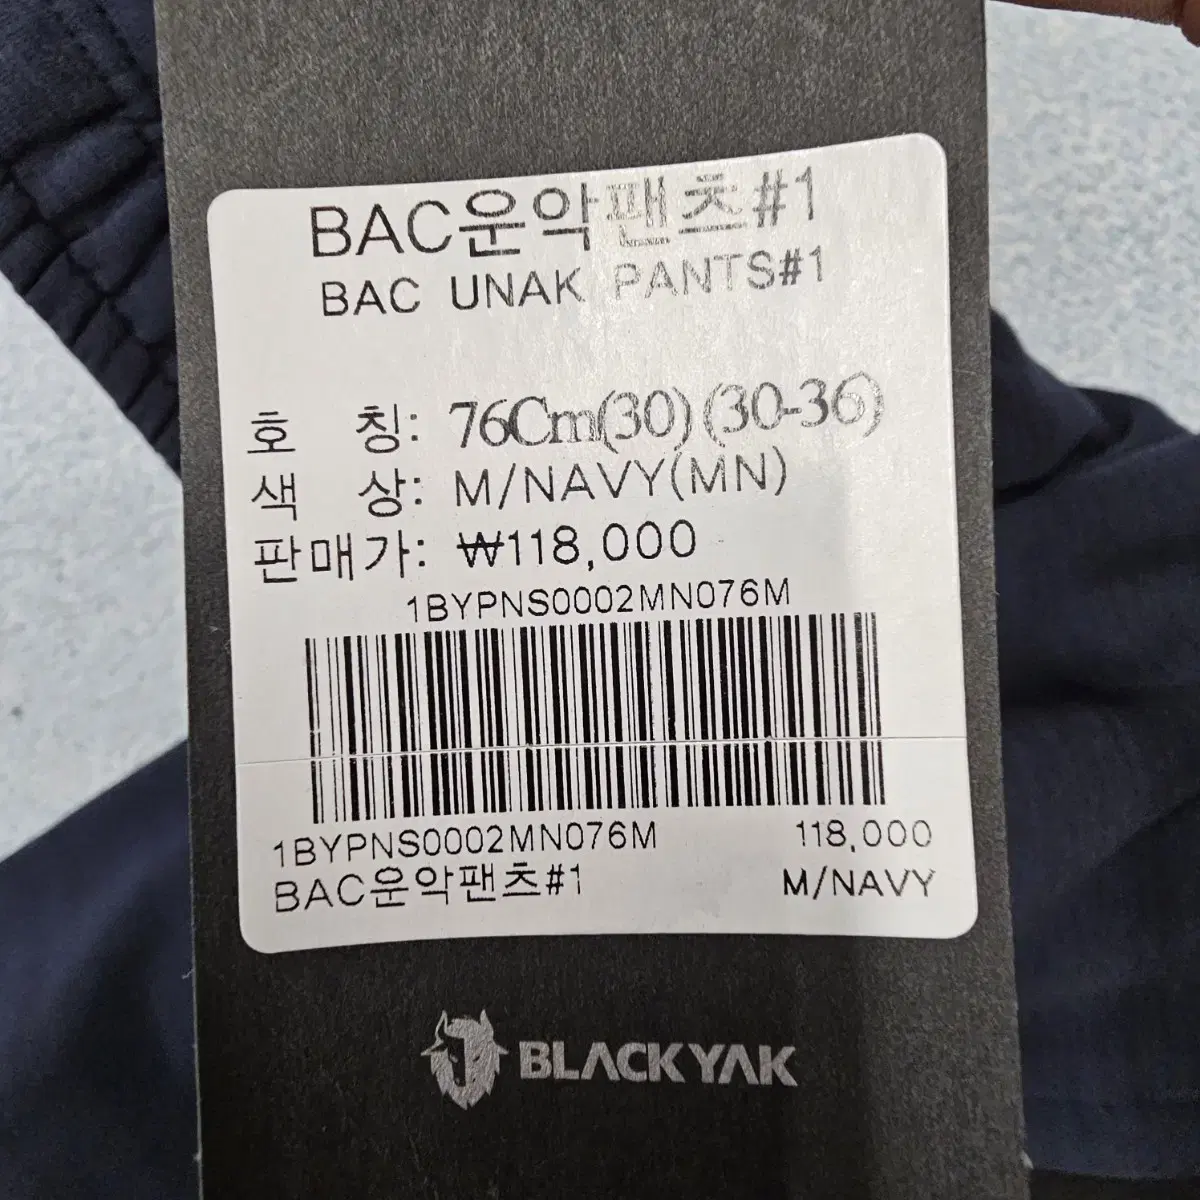 BAC운악팬츠#1
BAC UNAK PANTS#1
호 칭: 76Cm(30) (30-36)
색 상: M/NAVY(MN)
판매가: ₩118,000
1BYPNS0002MN076M
1BYPNS0002MN076M 118,000
BAC운악팬츠#1 M/NAVY
BLACKYAK